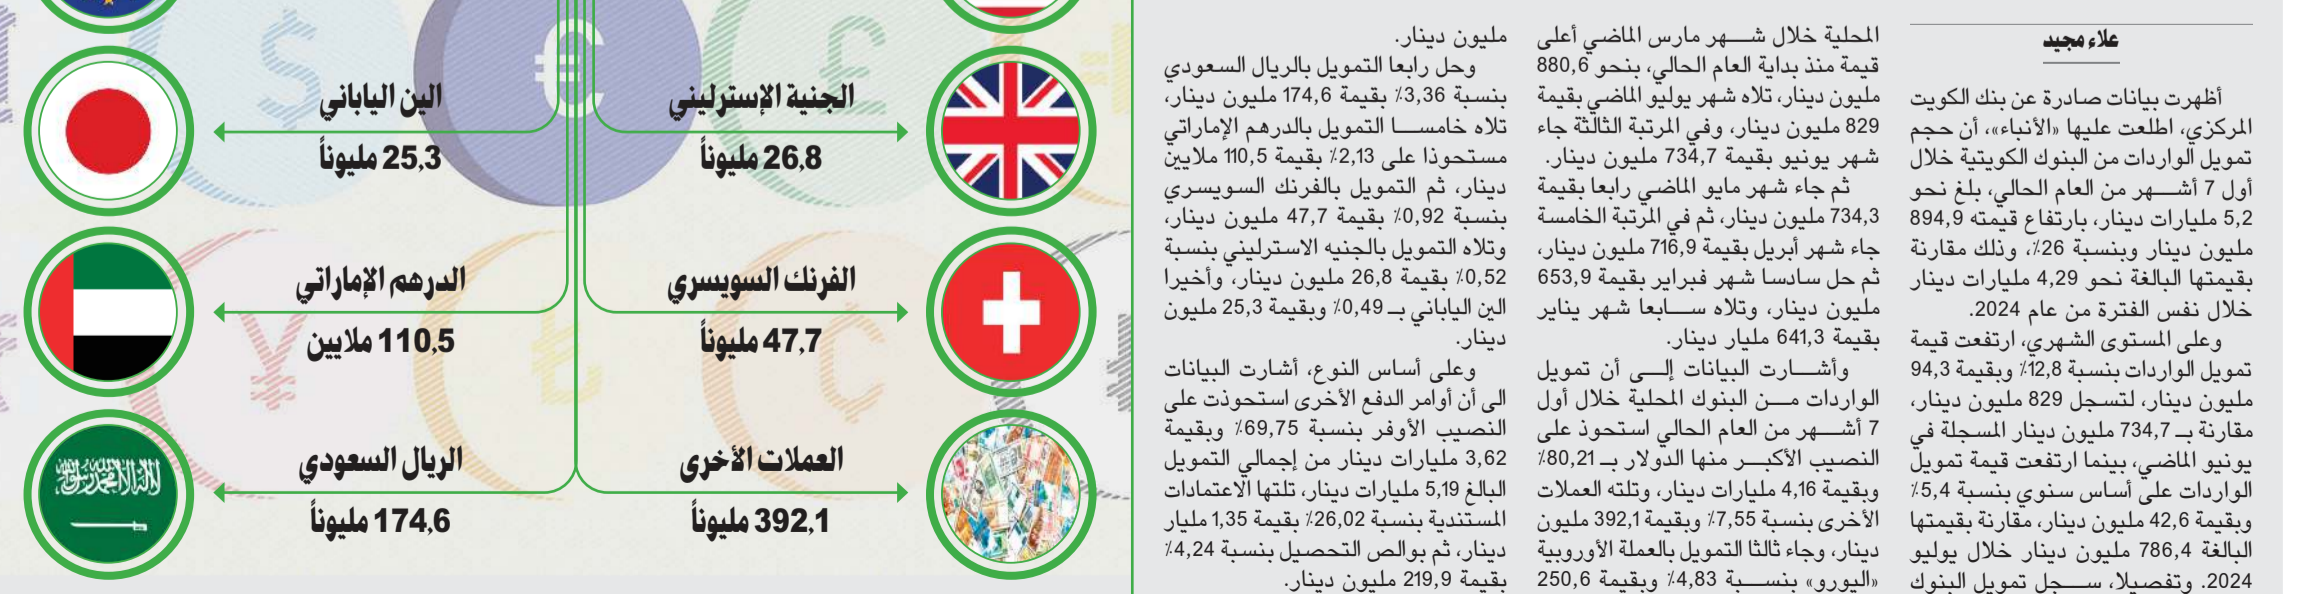 علاء مجيد
أظهرت بيانات صادرة عن بنك الكويت
المركزي، اطلعت عليها «الأنباء»، أن حجم
تمويل الواردات من البنوك الكويتية خلال
أول 7 أشهر من العام الحالي، بلغ نحو
5,2 مليارات دينار، بارتفاع قيمته 894,9
مليون دينار وبنسبة 26٪، وذلك مقارنة
بقيمتها البالغة نحو 4,29 مليارات دينار
خلال نفس الفترة من عام 2024.
وعلى المستوى الشهري، ارتفعت قيمة
تمويل الواردات بنسبة 12,8٪ وبقيمة 94,3
مليون دينار، لتسجل 829 مليون دينار،
مقارنة بـ 734,7 مليون دينار المسجلة في
يونيو الماضي، بينما ارتفعت قيمة تمويل
الواردات على أساس سنوي بنسبة 5,4٪
وبقيمة 42,6 مليون دينار، مقارنة بقيمتها
البالغة 786,4 مليون دينار خلال يوليو
2024. وتفصيلا، سجل تمويل البنوك
المحلية خلال شهر مارس الماضي أعلى
قيمة منذ بداية العام الحالي، بنحو 880,6
مليون دينار، تلاه شهر يوليو الماضي بقيمة
829 مليون دينار، وفي المرتبة الثالثة جاء
شهر يونيو بقيمة 734,7 مليون دينار.
ثم جاء شهر مايو الماضي رابعا بقيمة
734,3 مليون دينار، ثم في المرتبة الخامسة
جاء شهر أبريل بقيمة 716,9 مليون دينار،
ثم حل سادسا شهر فبراير بقيمة 653,9
مليون دينار، وتلاه سابعا شهر يناير
بقيمة 641,3 مليار دينار.
وأشارت البيانات إلى أن تمويل
الواردات من البنوك المحلية خلال أول
7 أشهر من العام الحالي استحوذ على
النصيب الأكبر منها الدولار بـ 80,21٪
وبقيمة 4,16 مليارات دينار، وتلته العملات
الأخرى بنسبة 7,55٪ وبقيمة 392,1 مليون
دينار، وجاء ثالثا التمويل بالعملة الأوروبية
«اليورو» بنسبة 4,83٪ وبقيمة 250,6
مليون دينار.
وحل رابعا التمويل بالريال السعودي
بنسبة 3,36٪ بقيمة 174,6 مليون دينار،
تلاه خامسا التمويل بالدرهم الإماراتي
مستحوذا على 2,13٪ بقيمة 110,5 ملايين
دينار، ثم التمويل بالفرنك السويسري
بنسبة 0,92٪ بقيمة 47,7 مليون دينار،
وتلاه التمويل بالجنيه الاسترليني بنسبة
0,52٪ بقيمة 26,8 مليون دينار، وأخيرا
الين الياباني بـ 0,49٪ وبقيمة 25,3 مليون
دينار.
وعلى أساس النوع، أشارت البيانات
الى أن أوامر الدفع الأخرى استحوذت على
النصيب الأوفر بنسبة 69,75٪ وبقيمة
3,62 مليارات دينار من إجمالي التمويل
البالغ 5,19 مليارات دينار، تلتها الاعتمادات
المستندية بنسبة 26,02٪ بقيمة 1,35 مليار
دينار، ثم بوالص التحصيل بنسبة 4,24٪
بقيمة 219,9 مليون دينار.
الجنية الإسترليني
26,8 مليوناً
الين الياباني
25,3 مليوناً
الفرنك السويسري
47,7 مليوناً
الدرهم الإماراتي
110,5 ملايين
العملات الأخرى
392,1 مليوناً
الريال السعودي
174,6 مليوناً